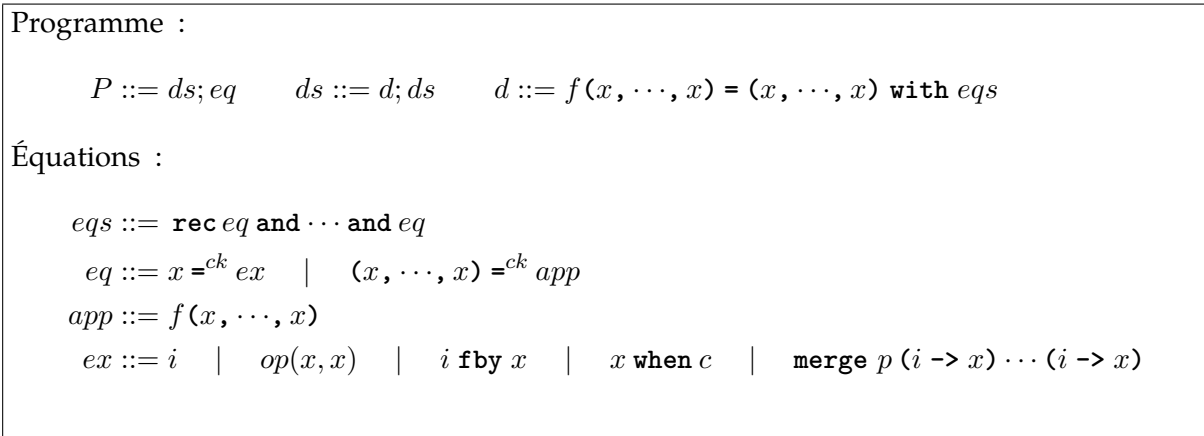 Programme :
P ::= ds; eq ds ::= d; ds d ::= f(x, ⋯, x) = (x, ⋯, x) with eqs
Équations :
eqs ::= rec eq and ⋯ and eq
eq ::= x =^ck ex | (x, ⋯, x) =^ck app
app ::= f(x, ⋯, x)
ex ::= i | op(x, x) | i fby x | x when c | merge p (i -> x) ⋯ (i -> x)